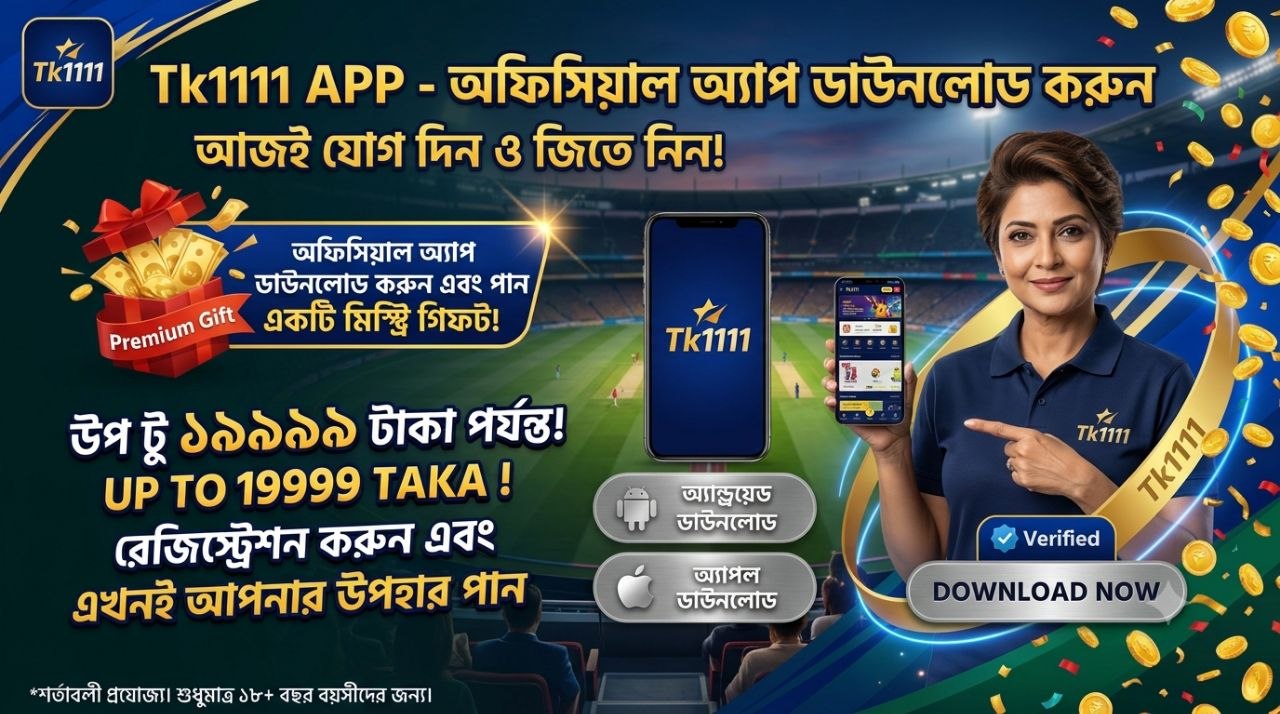 Tk1111
Tk1111 APP - অফিসিয়াল অ্যাপ ডাউনলোড করুন
আজই যোগ দিন ও জিতে নিন!
অফিসিয়াল অ্যাপ
ডাউনলোড করুন এবং পান
একটি মিস্ট্রি গিফট!
Premium Gift
Tk1111
উপ টু ১৯৯৯৯ টাকা পর্যন্ত!
UP TO 19999 TAKA !
রেজিস্ট্রেশন করুন এবং
এখনই আপনার উপহার পান
অ্যান্ড্রয়েড
ডাউনলোড
অ্যাপল
ডাউনলোড
Tk1111
Tk1111
Verified
DOWNLOAD NOW
*শর্তাবলী প্রযোজ্য। শুধুমাত্র ১৮+ বছর বয়সীদের জন্য।